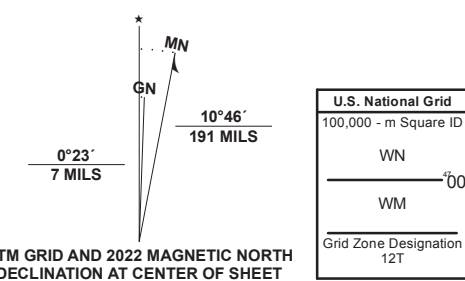 ★
MN
GN
10°46´
191 MILS
0°23´
7 MILS
TM GRID AND 2022 MAGNETIC NORTH
DECLINATION AT CENTER OF SHEET
U.S. National Grid
100,000 - m Square ID
WN
4700
WM
Grid Zone Designation
12T